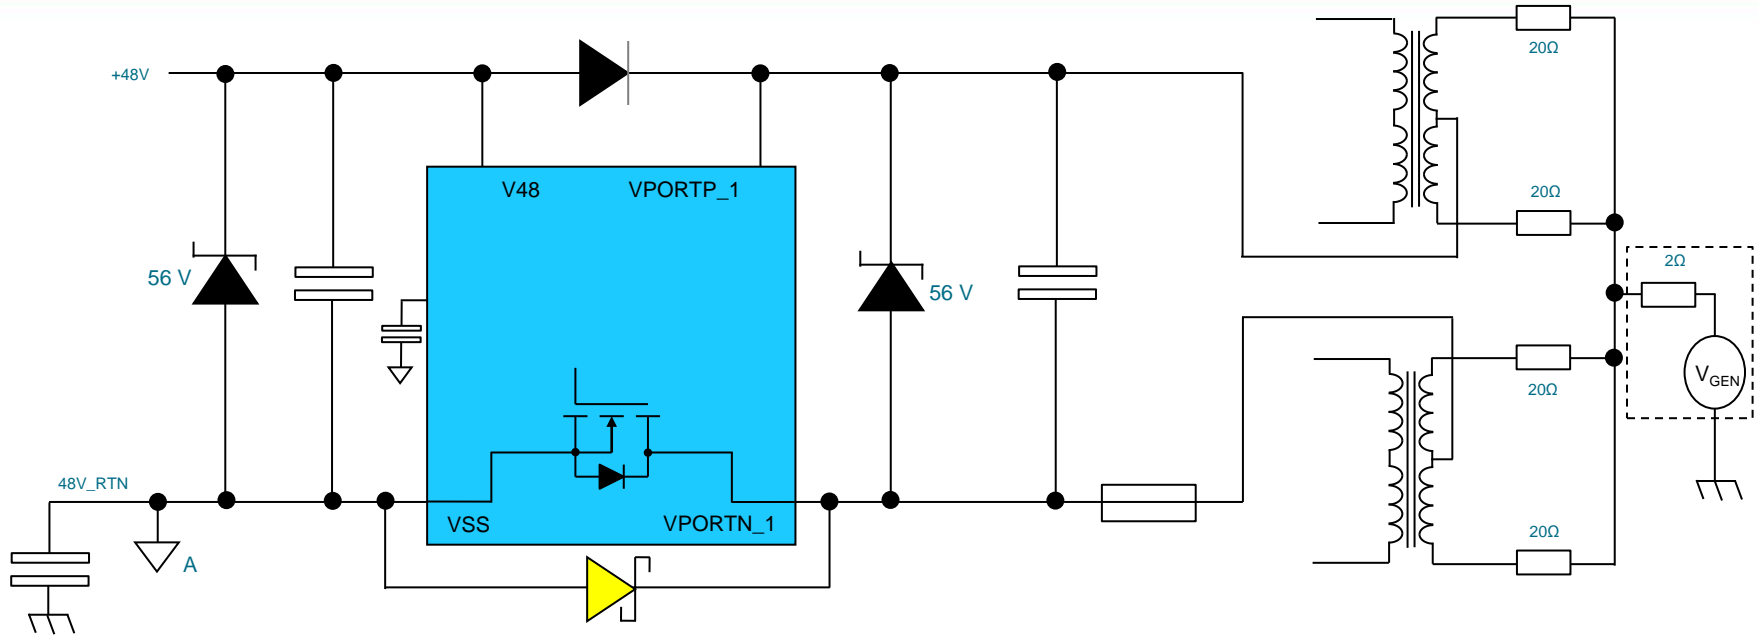 20Ω
+48V
V48
VPORTP_1
20Ω
2Ω
56 V
56 V
V
GEN
20Ω
48V_RTN
VSS
VPORTN_1
20Ω
A